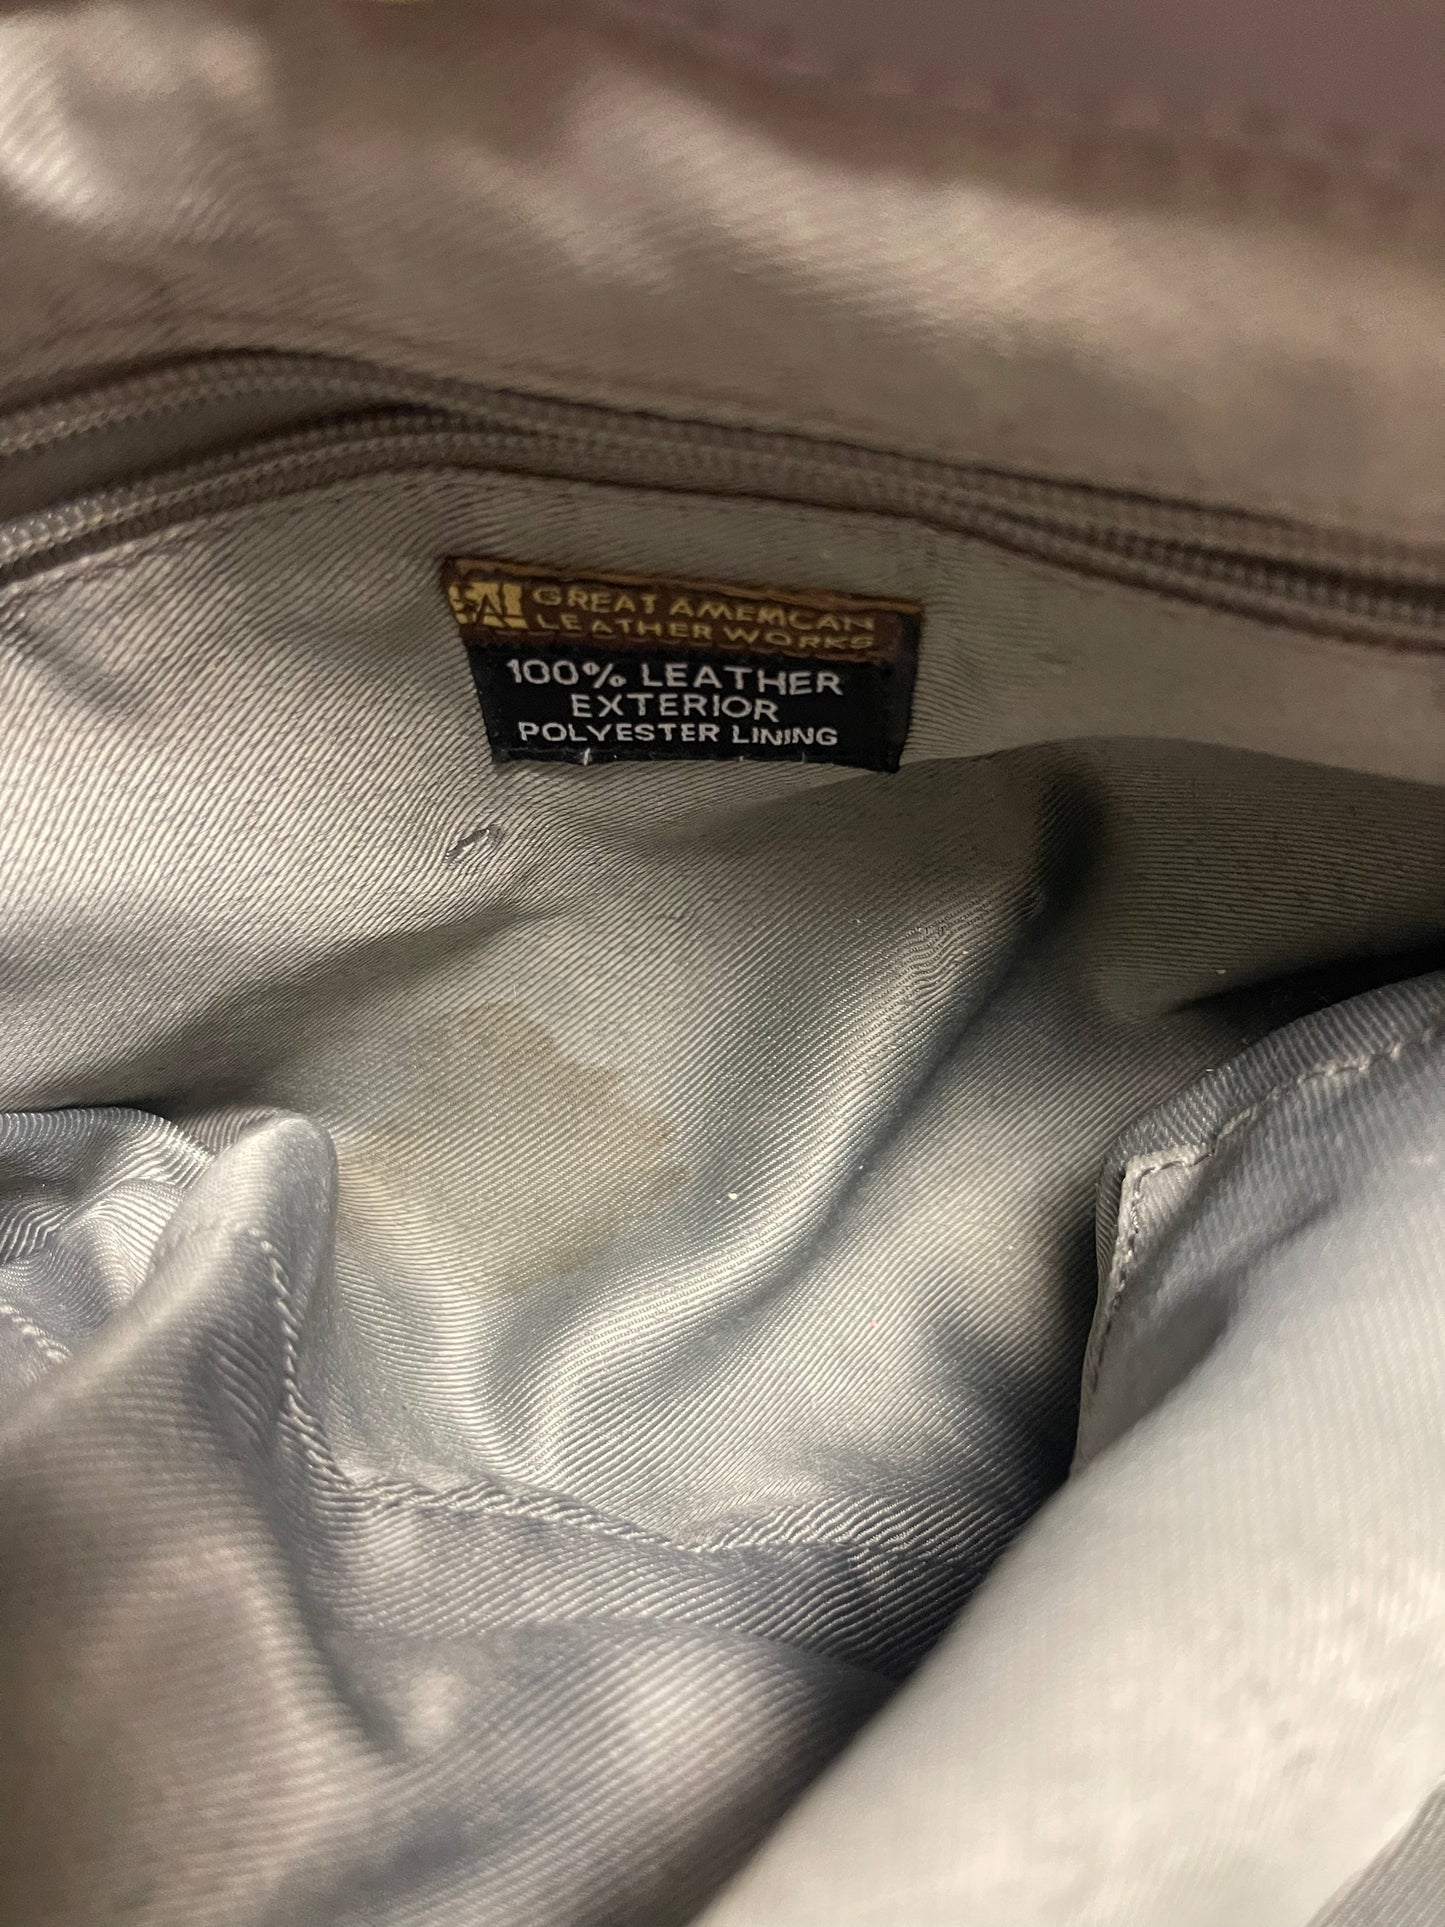 GREAT AMERICAN
LEATHER WORKS
100% LEATHER
EXTERIOR
POLYESTER LINING